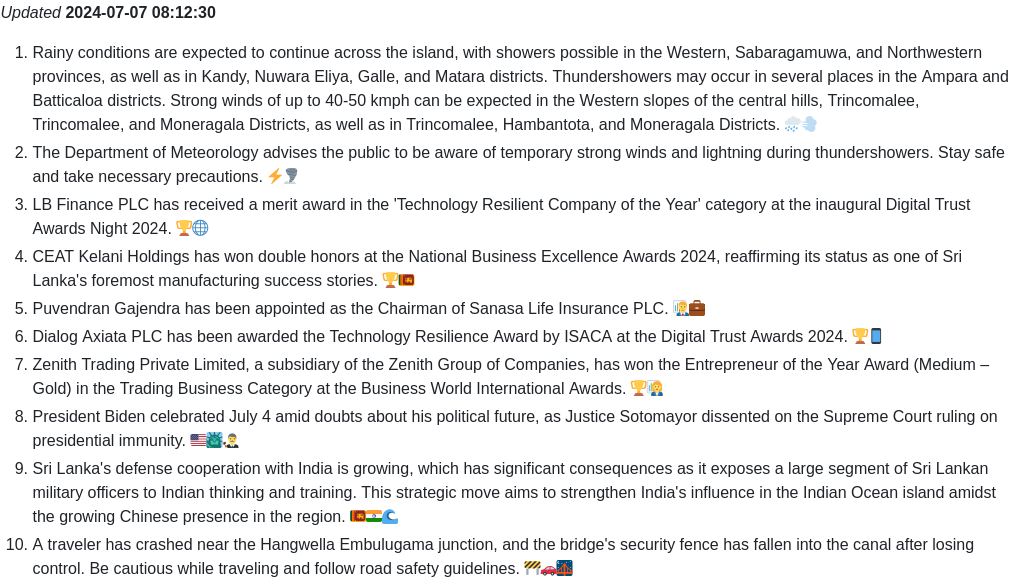 Updated 2024-07-07 08:12:30
1. Rainy conditions are expected to continue across the island, with showers possible in the Western, Sabaragamuwa, and Northwestern
provinces, as well as in Kandy, Nuwara Eliya, Galle, and Matara districts. Thundershowers may occur in several places in the Ampara and
Batticaloa districts. Strong winds of up to 40-50 kmph can be expected in the Western slopes of the central hills, Trincomalee,
Trincomalee, and Moneragala Districts, as well as in Trincomalee, Hambantota, and Moneragala Districts. 🌧️💨
2. The Department of Meteorology advises the public to be aware of temporary strong winds and lightning during thundershowers. Stay safe
and take necessary precautions. ⚡🌪️
3. LB Finance PLC has received a merit award in the 'Technology Resilient Company of the Year' category at the inaugural Digital Trust
Awards Night 2024. 🏆🌐
4. CEAT Kelani Holdings has won double honors at the National Business Excellence Awards 2024, reaffirming its status as one of Sri
Lanka's foremost manufacturing success stories. 🏆🇱🇰
5. Puvendran Gajendra has been appointed as the Chairman of Sanasa Life Insurance PLC. 👨‍💼💼
6. Dialog Axiata PLC has been awarded the Technology Resilience Award by ISACA at the Digital Trust Awards 2024. 🏆📱
7. Zenith Trading Private Limited, a subsidiary of the Zenith Group of Companies, has won the Entrepreneur of the Year Award (Medium –
Gold) in the Trading Business Category at the Business World International Awards. 🏆👩‍💼
8. President Biden celebrated July 4 amid doubts about his political future, as Justice Sotomayor dissented on the Supreme Court ruling on
presidential immunity. 🇺🇸🗽🤵
9. Sri Lanka's defense cooperation with India is growing, which has significant consequences as it exposes a large segment of Sri Lankan
military officers to Indian thinking and training. This strategic move aims to strengthen India's influence in the Indian Ocean island amidst
the growing Chinese presence in the region. 🇱🇰🇮🇳🌊
10. A traveler has crashed near the Hangwella Embulugama junction, and the bridge's security fence has fallen into the canal after losing
control. Be cautious while traveling and follow road safety guidelines. 🚧🚗🌉